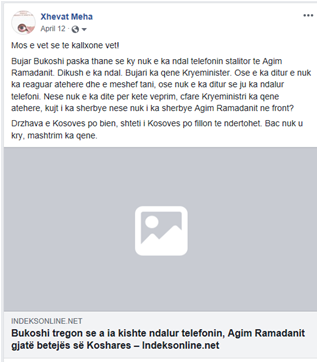 Xhevat Meha
April 12
Mos e vet se te kallxone vet!
Bujar Bukoshi paska thane se ky nuk e ka ndal telefonin stalitor te Agim
Ramadanit. Dikush e ka ndal. Bujari ka qene Kryeminister. Ose e ka ditur e nuk
ka reaguar atehere dhe e meshef tani, ose nuk e ka ditur se ju ka ndalur
telefoni. Nese nuk e ka dite per kete veprim, cfare Kryeministri ka qene
atehere, kujt i ka sherbye nese nuk i ka sherbye Agim Ramadanit ne front?
Drzhava e Kosoves po bien, shteti i Kosoves po fillon te ndertohet. Bac nuk u
kry, mashtrim ka qene.
INDEKSONLINE.NET
Bukoshi tregon se a ia kishte ndalur telefonin, Agim Ramadanit
gjatë betejës së Koshares – Indeksonline.net